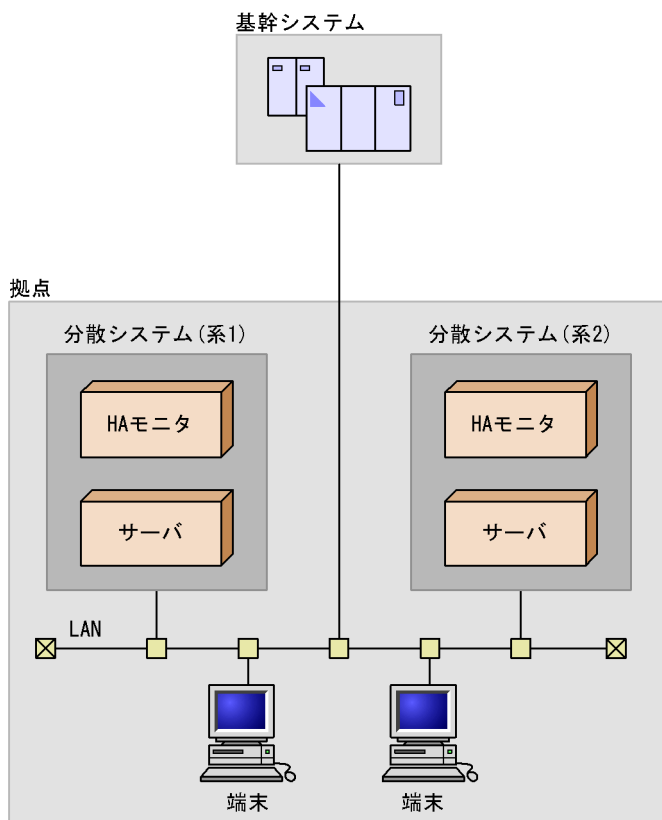 基幹システム
拠点
分散システム(系1)
分散システム(系2)
HAモニタ
HAモニタ
サーバ
サーバ
LAN
端末
端末